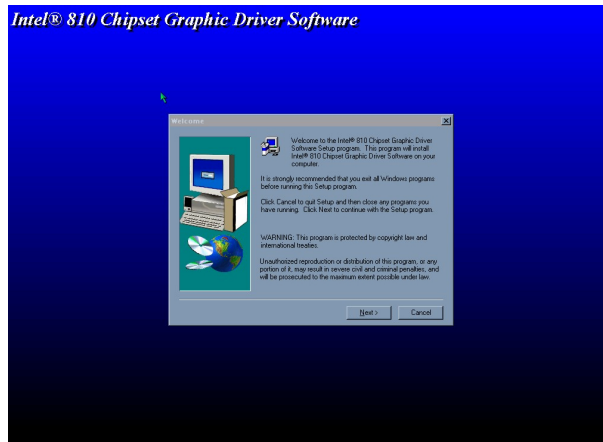 Intel® 810 Chipset Graphic Driver Software
Welcome
Welcome to the Intel® 810 Chipset Graphic Driver
Software Setup program. This program will install
Intel® 810 Chipset Graphic Driver Software on your
computer.
It is strongly recommended that you exit all Windows programs
before running this Setup program.
Click Cancel to quit Setup and then close any programs you
have running. Click Next to continue with the Setup program.
WARNING: This program is protected by copyright law and
international treaties.
Unauthorized reproduction or distribution of this program, or any
portion of it, may result in severe civil and criminal penalties, and
will be prosecuted to the maximum extent possible under law.
Next >
Cancel